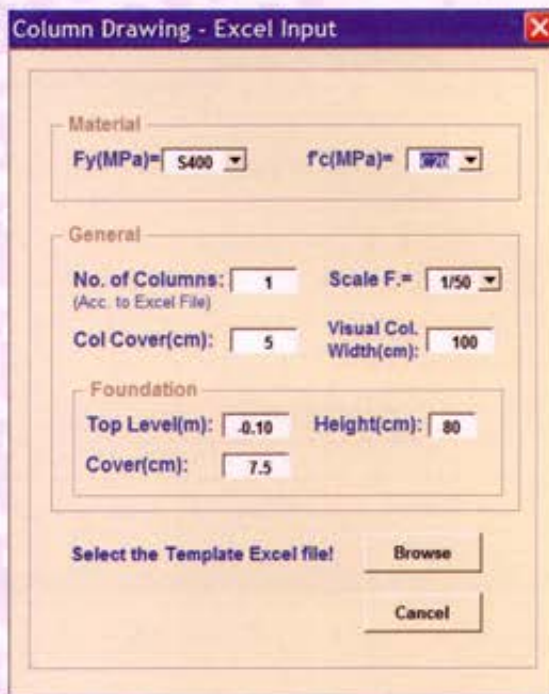 Column Drawing - Excel Input
Material
Fy(MPa)= S400 f'c(MPa)= C20
General
No. of Columns: 1 Scale F.= 1/50
(Acc. to Excel File)
Col Cover(cm): 5 Visual Col. Width(cm): 100
Foundation
Top Level(m): -0.10 Height(cm): 80
Cover(cm): 7.5
Select the Template Excel file! Browse
Cancel